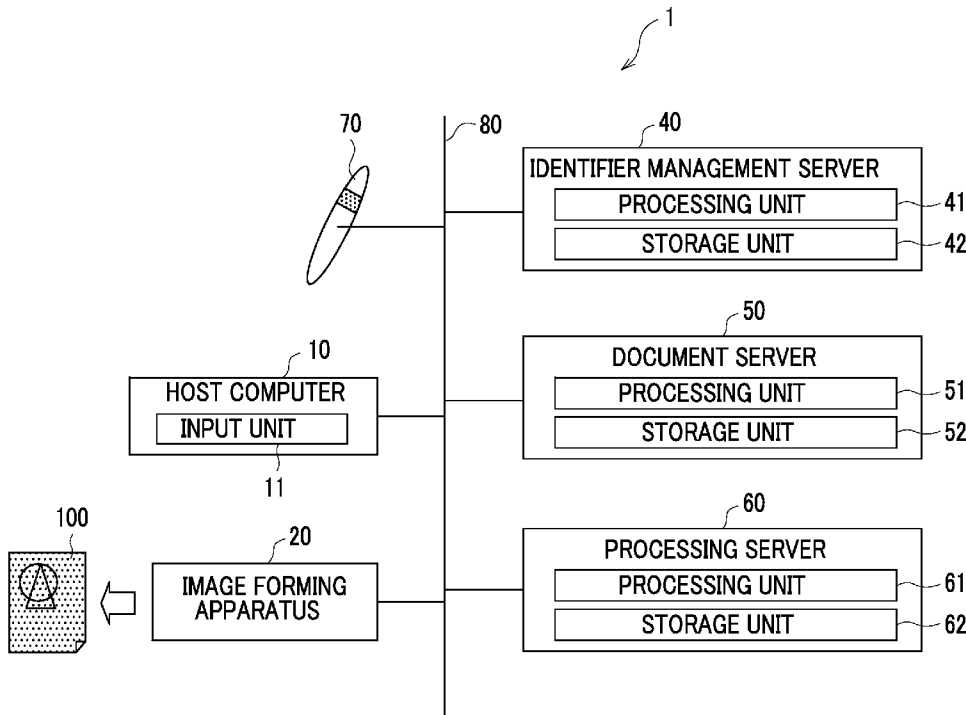 1
70
80
40
IDENTIFIER MANAGEMENT SERVER
PROCESSING UNIT
41
STORAGE UNIT
42
50
DOCUMENT SERVER
PROCESSING UNIT
51
STORAGE UNIT
52
10
HOST COMPUTER
INPUT UNIT
11
60
PROCESSING SERVER
PROCESSING UNIT
61
STORAGE UNIT
62
100
20
IMAGE FORMING
APPARATUS